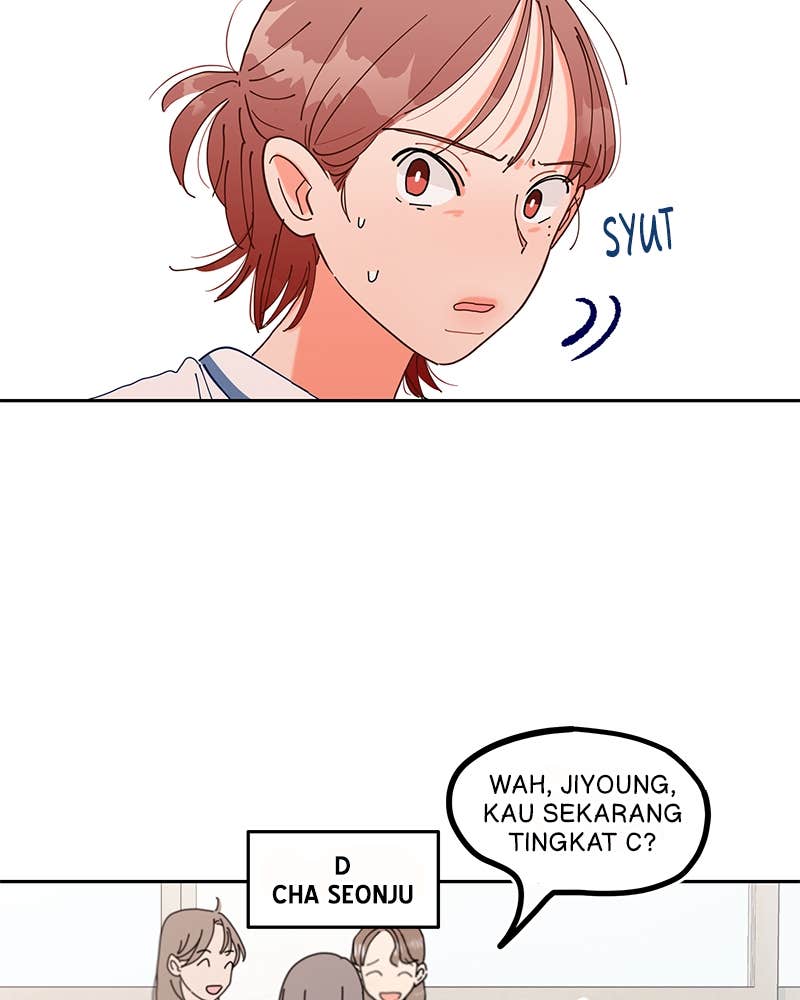 SYUT
WAH, JIYOUNG,
KAU SEKARANG
TINGKAT C?
D
CHA SEONJU